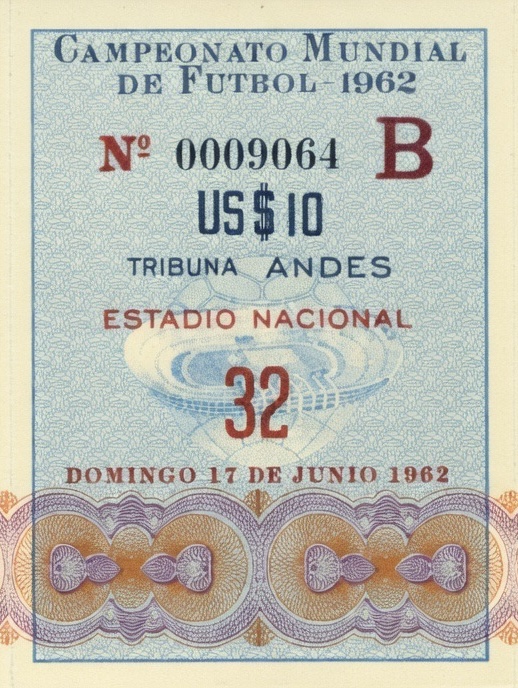 CAMPEONATO MUNDIAL
DE FUTBOL-1962
Nº 0009064 B
US$10
TRIBUNA ANDES
ESTADIO NACIONAL
32
DOMINGO 17 DE JUNIO 1962